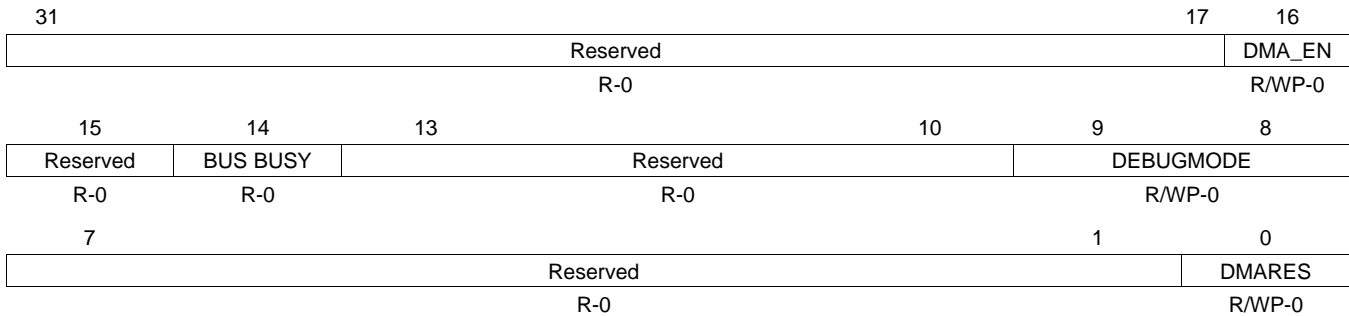 31 17 16
Reserved DMA_EN
R-0 R/WP-0
15 14 13 10 9 8
Reserved BUS BUSY Reserved DEBUGMODE
R-0 R-0 R-0 R/WP-0
7 1 0
Reserved DMARES
R-0 R/WP-0